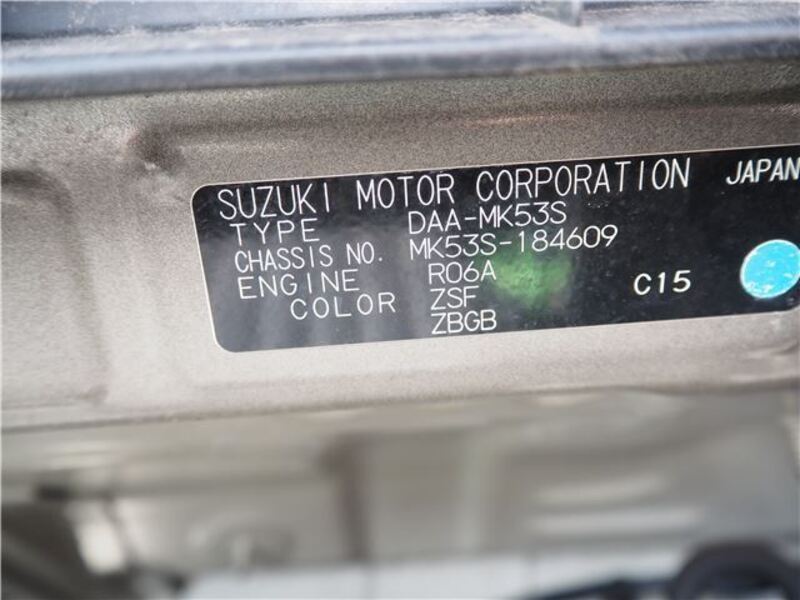 SUZUKI MOTOR CORPORATION JAPAN
TYPE DAA-MK53S
CHASSIS NO. MK53S-184609
ENGINE R06A C15
COLOR ZSF
ZBGB